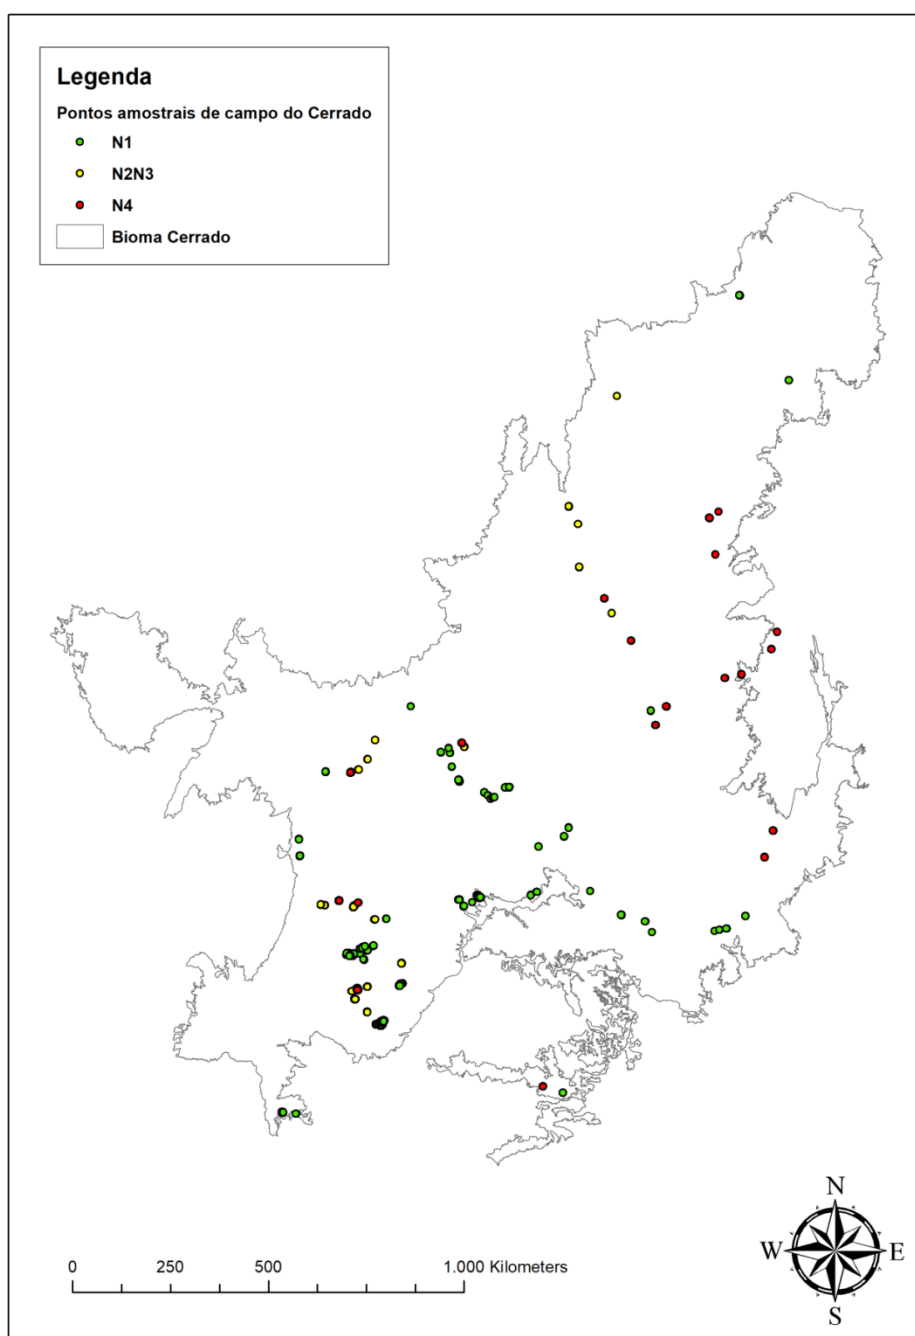 Legenda
Pontos amostrais de campo do Cerrado
N1
N2N3
N4
Bioma Cerrado
N
W E
S
0 250 500 1.000 Kilometers